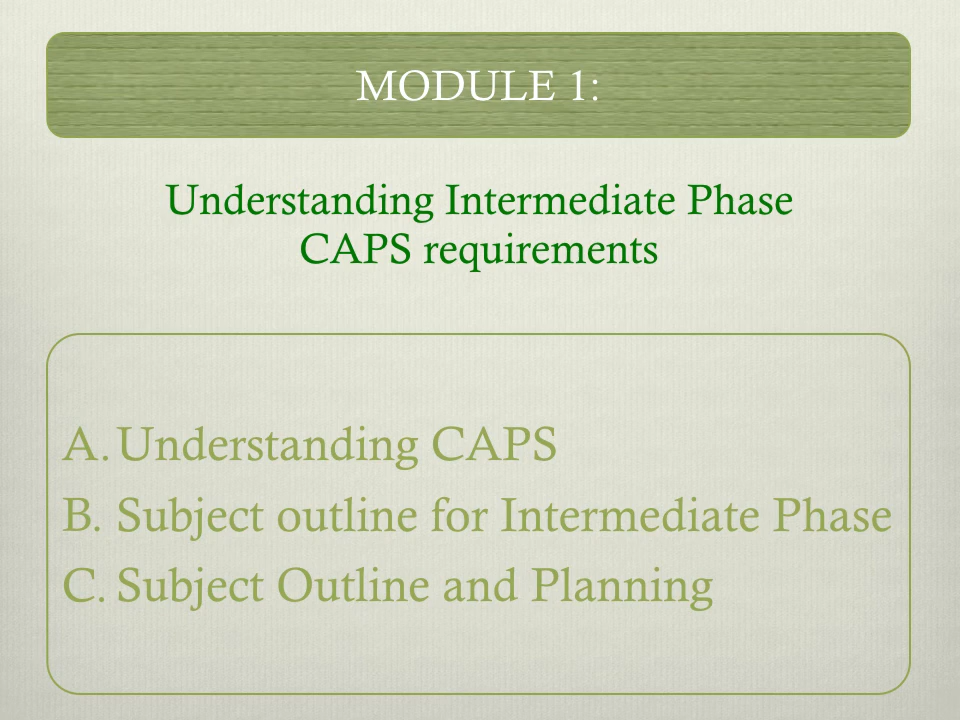 MODULE 1:
Understanding Intermediate Phase
CAPS requirements
A. Understanding CAPS
B. Subject outline for Intermediate Phase
C. Subject Outline and Planning